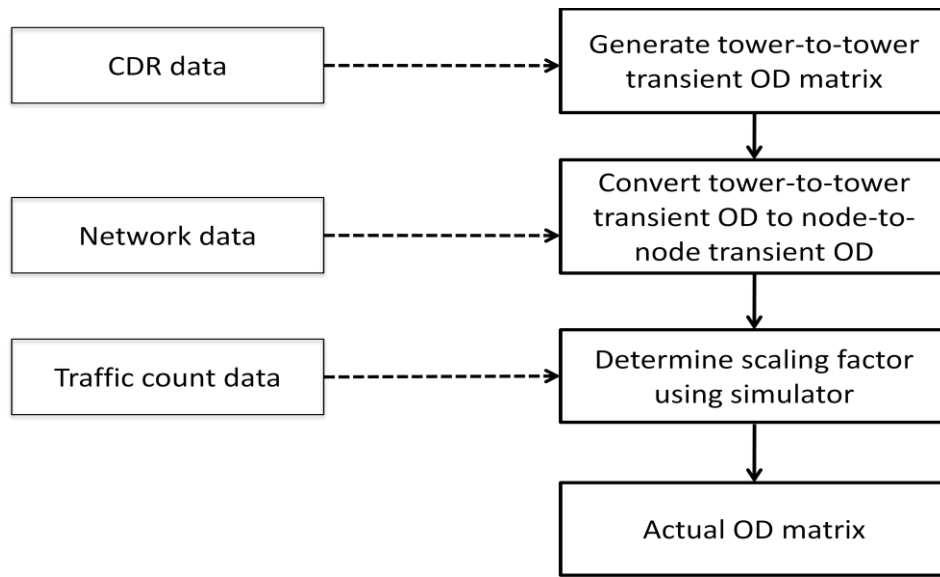 CDR data
Generate tower-to-tower
transient OD matrix
Network data
Convert tower-to-tower
transient OD to node-to-
node transient OD
Traffic count data
Determine scaling factor
using simulator
Actual OD matrix